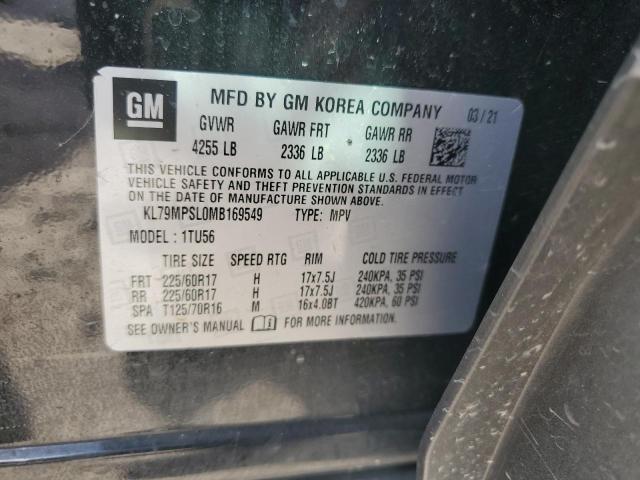 GM
MFD BY GM KOREA COMPANY 03/21
GVWR GAWR FRT GAWR RR
4255 LB 2336 LB 2336 LB
THIS VEHICLE CONFORMS TO ALL APPLICABLE U.S. FEDERAL MOTOR
VEHICLE SAFETY AND THEFT PREVENTION STANDARDS IN EFFECT
ON THE DATE OF MANUFACTURE SHOWN ABOVE.
KL79MPSL0MB169549 TYPE: MPV
MODEL: 1TU56
TIRE SIZE SPEED RTG RIM COLD TIRE PRESSURE
FRT 225/60R17 H 17x7.5J 240KPA, 35 PSI
RR 225/60R17 H 17x7.5J 240KPA, 35 PSI
SPA T125/70R16 M 16x4.0BT 420KPA, 60 PSI
SEE OWNER'S MANUAL FOR MORE INFORMATION.